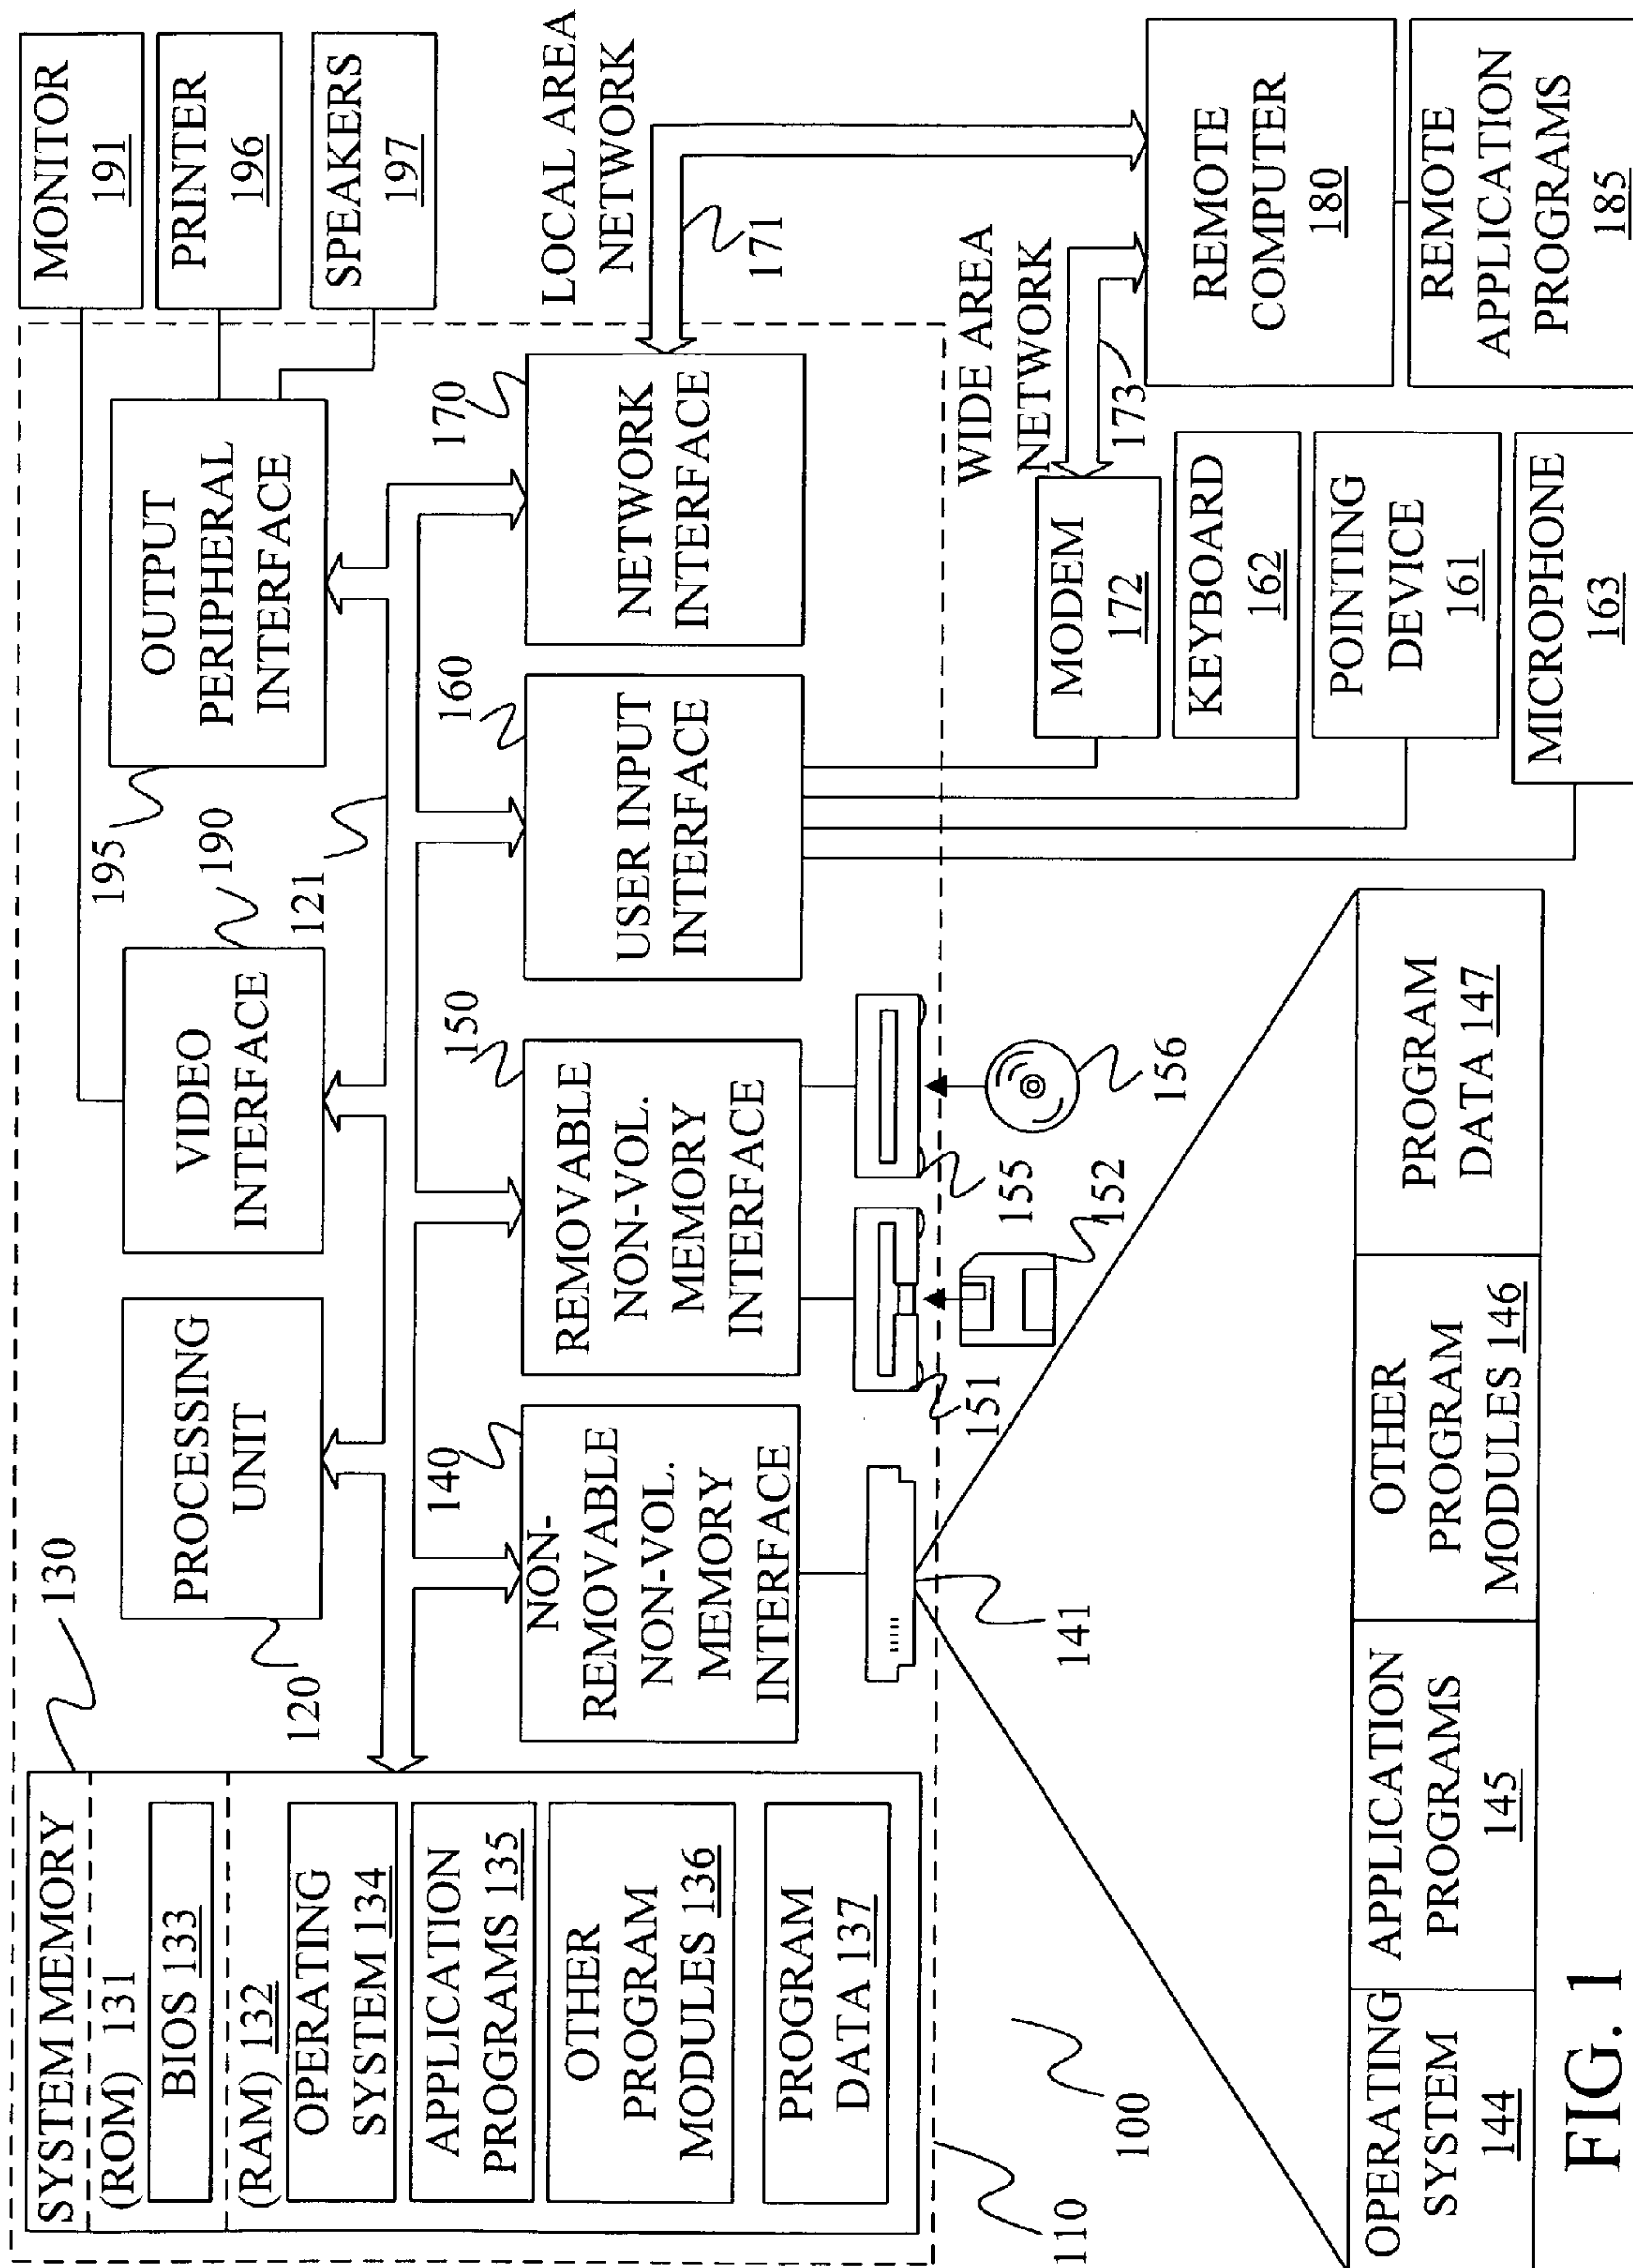 SYSTEM MEMORY
(ROM) 131
BIOS 133
(RAM) 132
OPERATING
SYSTEM 134
APPLICATION
PROGRAMS 135
OTHER
PROGRAM
MODULES 136
PROGRAM
DATA 137
130
120
PROCESSING
UNIT
VIDEO
INTERFACE
190
121
195
OUTPUT
PERIPHERAL
INTERFACE
MONITOR
191
PRINTER
196
SPEAKERS
197
140
NON-
REMOVABLE
NON-VOL.
MEMORY
INTERFACE
150
REMOVABLE
NON-VOL.
MEMORY
INTERFACE
160
USER INPUT
INTERFACE
170
NETWORK
INTERFACE
LOCAL AREA
NETWORK
171
WIDE AREA
NETWORK
173
141
151
152
155
156
MODEM
172
KEYBOARD
162
POINTING
DEVICE
161
MICROPHONE
163
REMOTE
COMPUTER
180
REMOTE
APPLICATION
PROGRAMS
185
110
100
OPERATING
SYSTEM
144
APPLICATION
PROGRAMS
145
OTHER
PROGRAM
MODULES 146
PROGRAM
DATA 147
FIG. 1